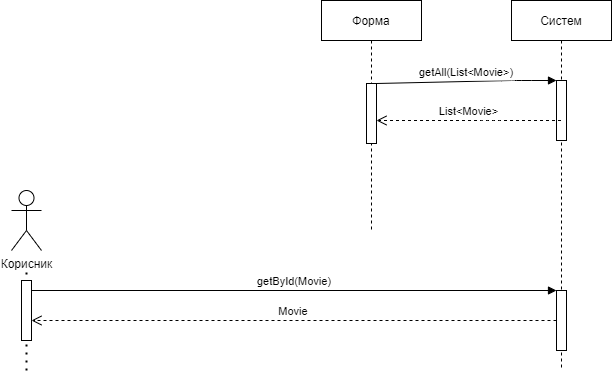 Форма
Систем
getAll(List<Movie>)
List<Movie>
Корисник
getById(Movie)
Movie